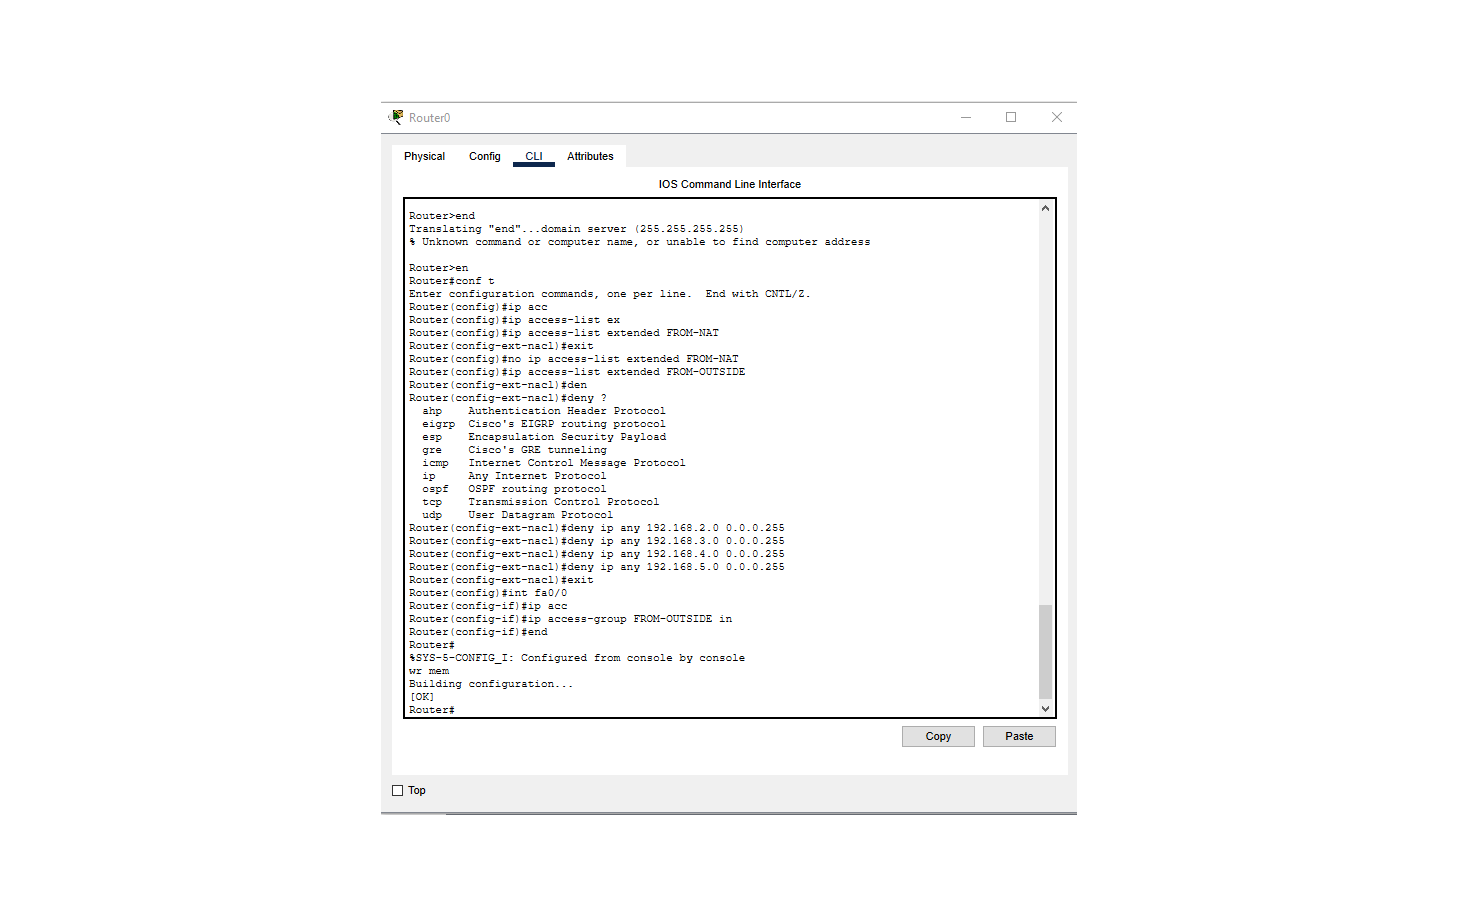 Router0
Physical Config CLI Attributes
IOS Command Line Interface
Router>end
Translating "end"...domain server (255.255.255.255)
% Unknown command or computer name, or unable to find computer address
Router>en
Router#conf t
Enter configuration commands, one per line.  End with CNTL/Z.
Router(config)#ip acc
Router(config)#ip access-list ex
Router(config)#ip access-list extended FROM-NAT
Router(config-ext-nacl)#exit
Router(config)#no ip access-list extended FROM-NAT
Router(config)#ip access-list extended FROM-OUTSIDE
Router(config-ext-nacl)#den
Router(config-ext-nacl)#deny ?
  ahp    Authentication Header Protocol
  eigrp  Cisco's EIGRP routing protocol
  esp    Encapsulation Security Payload
  gre    Cisco's GRE tunneling
  icmp   Internet Control Message Protocol
  ip     Any Internet Protocol
  ospf   OSPF routing protocol
  tcp    Transmission Control Protocol
  udp    User Datagram Protocol
Router(config-ext-nacl)#deny ip any 192.168.2.0 0.0.0.255
Router(config-ext-nacl)#deny ip any 192.168.3.0 0.0.0.255
Router(config-ext-nacl)#deny ip any 192.168.4.0 0.0.0.255
Router(config-ext-nacl)#deny ip any 192.168.5.0 0.0.0.255
Router(config-ext-nacl)#exit
Router(config)#int fa0/0
Router(config-if)#ip acc
Router(config-if)#ip access-group FROM-OUTSIDE in
Router(config-if)#end
Router#
%SYS-5-CONFIG_I: Configured from console by console
wr mem
Building configuration...
[OK]
Router#
Copy Paste
Top